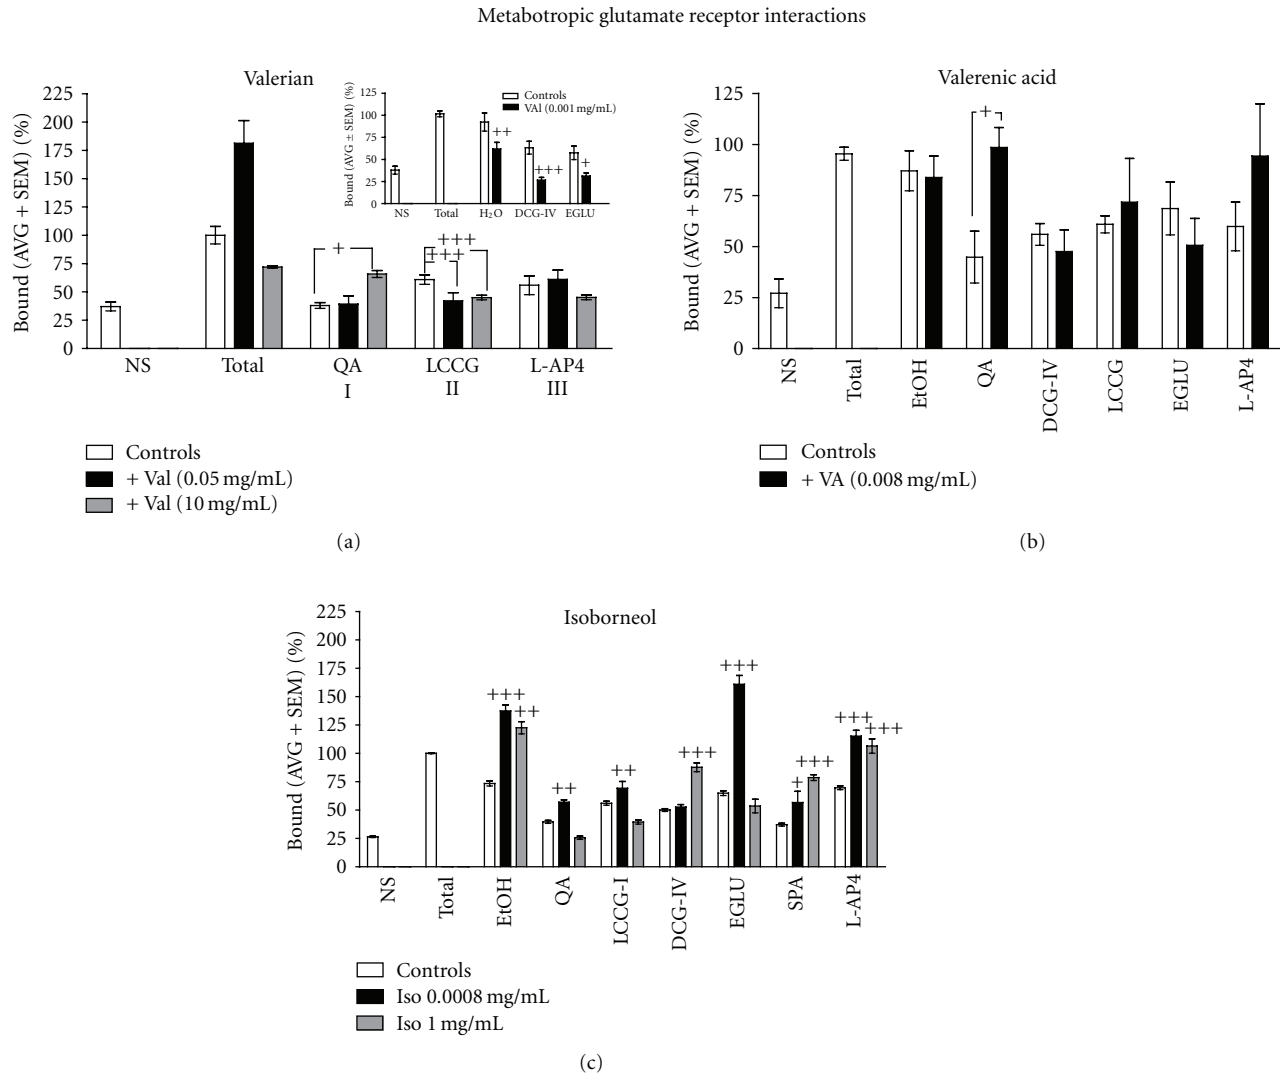 Metabotropic glutamate receptor interactions
Valerian
Bound (AVG + SEM) (%)
225
200
175
150
125
100
75
50
25
0
Bound (AVG ± SEM) (%)
125
100
75
50
25
0
Controls
VAl (0.001 mg/mL)
++
+++
+
NS Total H2O DCG-IV EGLU
+
+++
+++
NS Total QA LCCG L-AP4
I II III
Controls
+ Val (0.05 mg/mL)
+ Val (10 mg/mL)
(a)
Valerenic acid
Bound (AVG + SEM) (%)
125
100
75
50
25
0
+
NS
Total
EtOH
QA
DCG-IV
LCCG
EGLU
L-AP4
Controls
+ VA (0.008 mg/mL)
(b)
Isoborneol
Bound (AVG + SEM) (%)
225
200
175
150
125
100
75
50
25
0
+++
++
++
++
+++
+++
+
+++
+++
+++
NS
Total
EtOH
QA
LCCG-I
DCG-IV
EGLU
SPA
L-AP4
Controls
Iso 0.0008 mg/mL
Iso 1 mg/mL
(c)